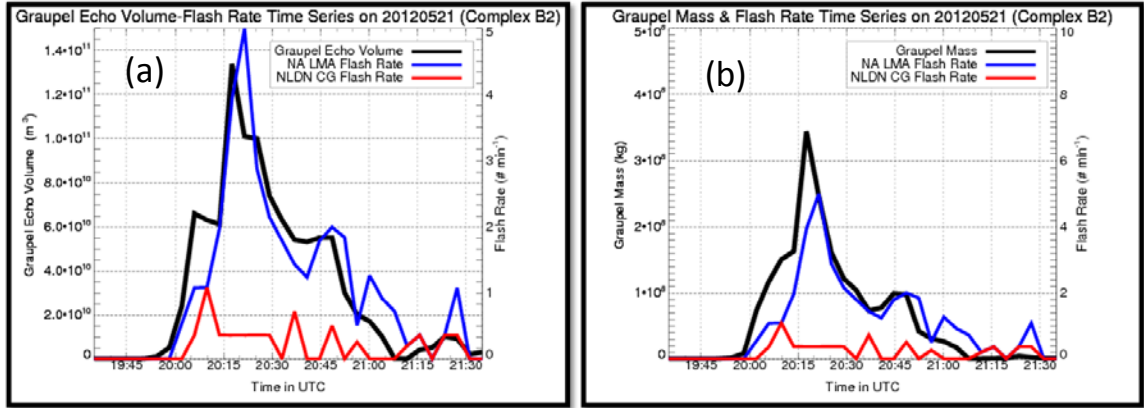 Graupel Echo Volume-Flash Rate Time Series on 20120521 (Complex B2)
(a)
Graupel Echo Volume
NA LMA Flash Rate
NLDN CG Flash Rate
Graupel Echo Volume (m³)
1.4•10¹¹
1.2•10¹¹
1.0•10¹¹
8.0•10¹⁰
6.0•10¹⁰
4.0•10¹⁰
2.0•10¹⁰
0
5
4
3
2
1
0
Flash Rate (# min⁻¹)
19:45 20:00 20:15 20:30 20:45 21:00 21:15 21:30
Time in UTC
Graupel Mass & Flash Rate Time Series on 20120521 (Complex B2)
(b)
Graupel Mass
NA LMA Flash Rate
NLDN CG Flash Rate
Graupel Mass (kg)
5•10⁸
4•10⁸
3•10⁸
2•10⁸
1•10⁸
0
10
8
6
4
2
0
Flash Rate (# min⁻¹)
19:45 20:00 20:15 20:30 20:45 21:00 21:15 21:30
Time in UTC